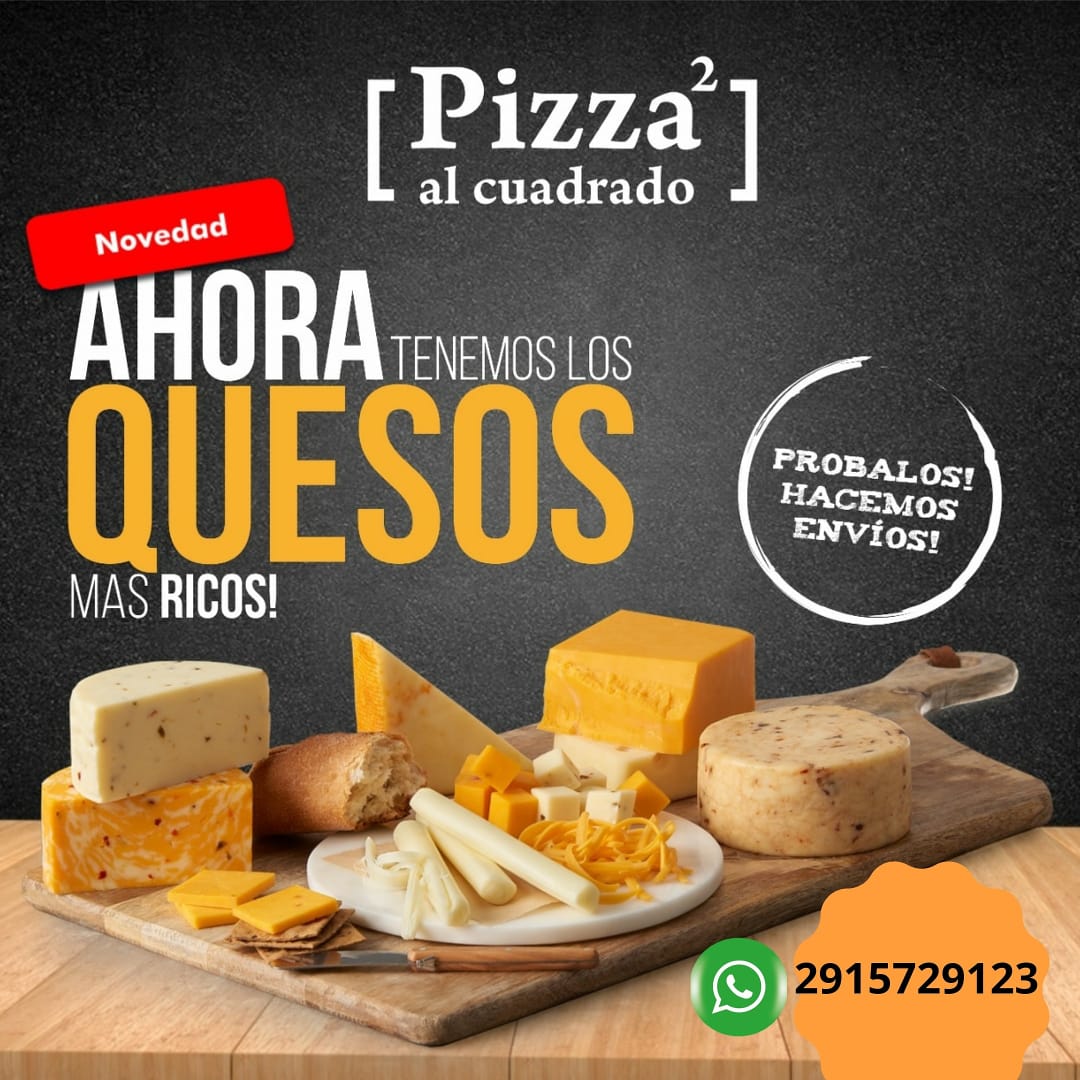 [Pizza²]
al cuadrado
Novedad
AHORA TENEMOS LOS
QUESOS
MAS RICOS!
PROBALOS!
HACEMOS
ENVÍOS!
2915729123